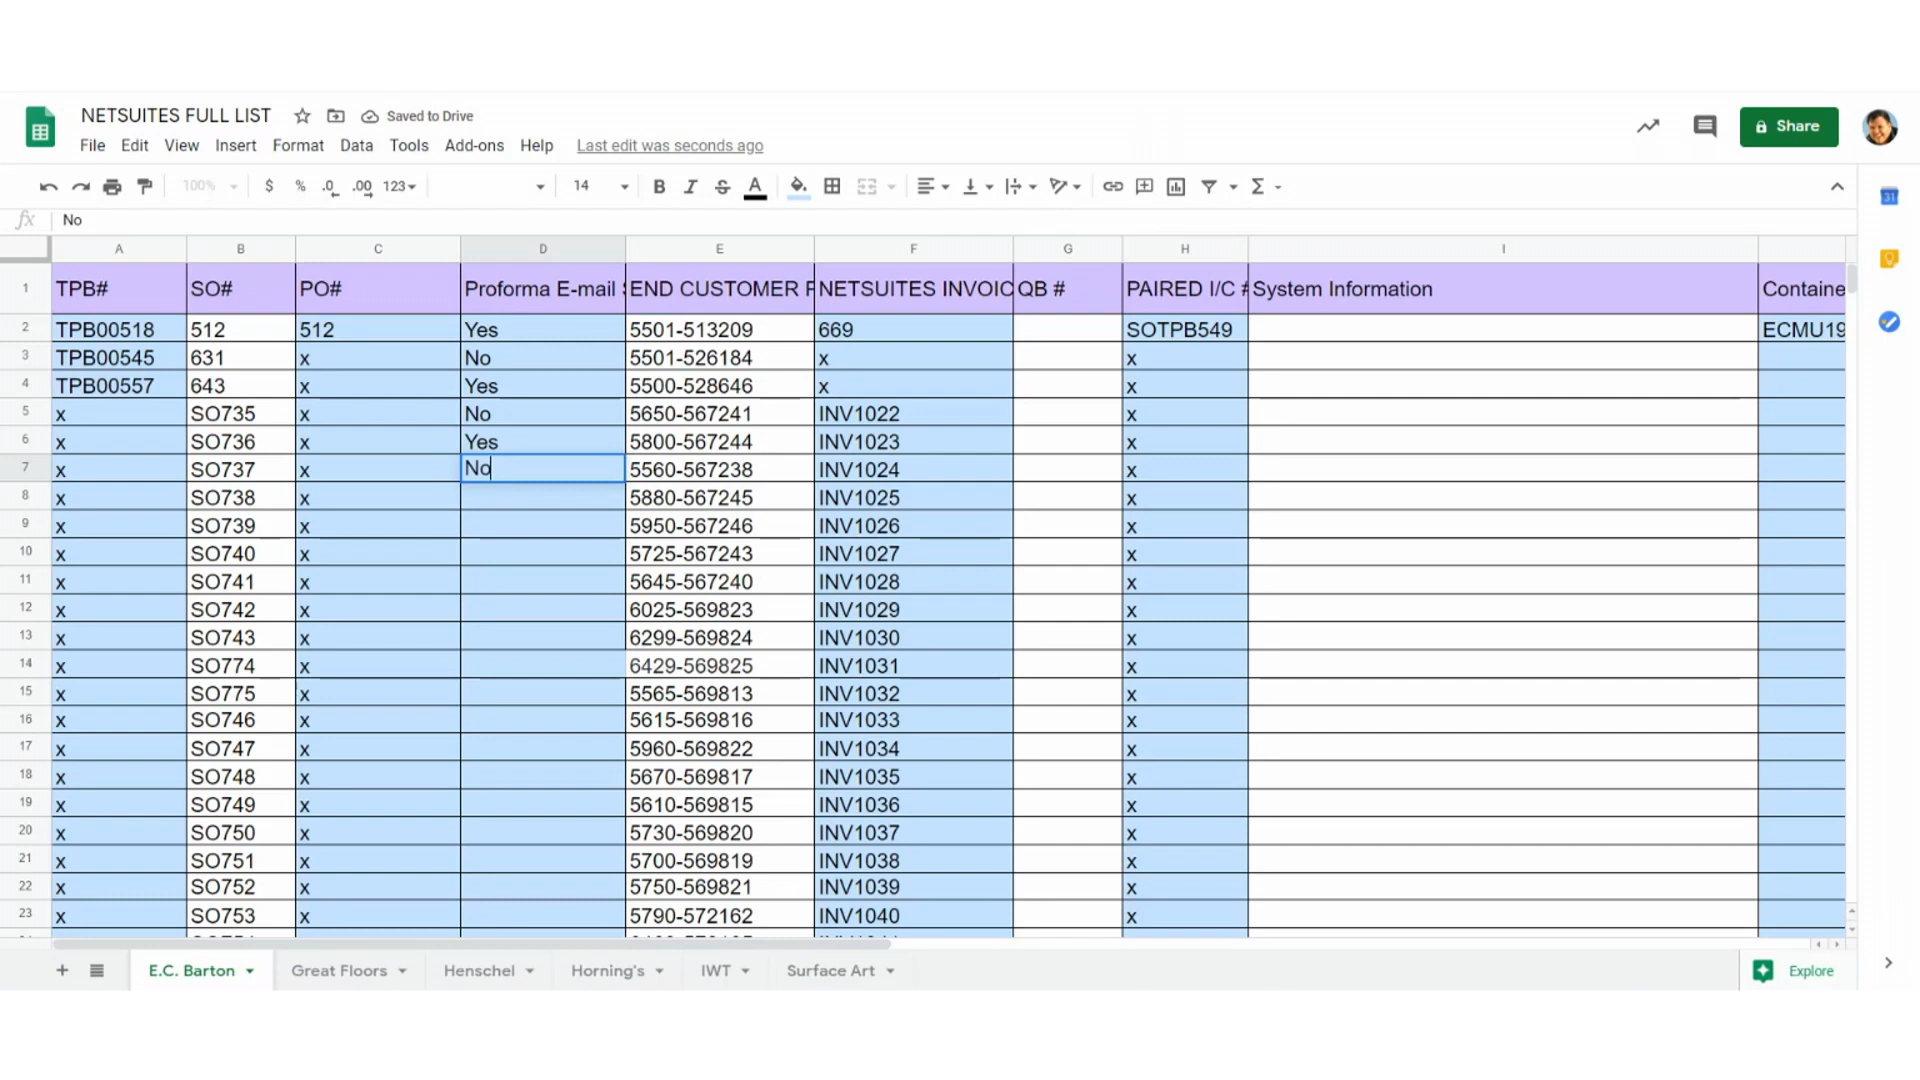 NETSUITES FULL LIST Saved to Drive
File Edit View Insert Format Data Tools Add-ons Help Last edit was seconds ago
Share
100% $ % .0 .00 123 14 B I S A Σ
31
fx No
A B C D E F G H I
1 TPB# SO# PO# Proforma E-mail END CUSTOMER NETSUITES INVOIC QB # PAIRED I/C # System Information Containe
2 TPB00518 512 512 Yes 5501-513209 669 SOTPB549 ECMU19
3 TPB00545 631 x No 5501-526184 x x
4 TPB00557 643 x Yes 5500-528646 x x
5 x SO735 x No 5650-567241 INV1022 x
6 x SO736 x Yes 5800-567244 INV1023 x
7 x SO737 x No 5560-567238 INV1024 x
8 x SO738 x 5880-567245 INV1025 x
9 x SO739 x 5950-567246 INV1026 x
10 x SO740 x 5725-567243 INV1027 x
11 x SO741 x 5645-567240 INV1028 x
12 x SO742 x 6025-569823 INV1029 x
13 x SO743 x 6299-569824 INV1030 x
14 x SO774 x 6429-569825 INV1031 x
15 x SO775 x 5565-569813 INV1032 x
16 x SO746 x 5615-569816 INV1033 x
17 x SO747 x 5960-569822 INV1034 x
18 x SO748 x 5670-569817 INV1035 x
19 x SO749 x 5610-569815 INV1036 x
20 x SO750 x 5730-569820 INV1037 x
21 x SO751 x 5700-569819 INV1038 x
22 x SO752 x 5750-569821 INV1039 x
23 x SO753 x 5790-572162 INV1040 x
E.C. Barton Great Floors Henschel Horning's IWT Surface Art Explore